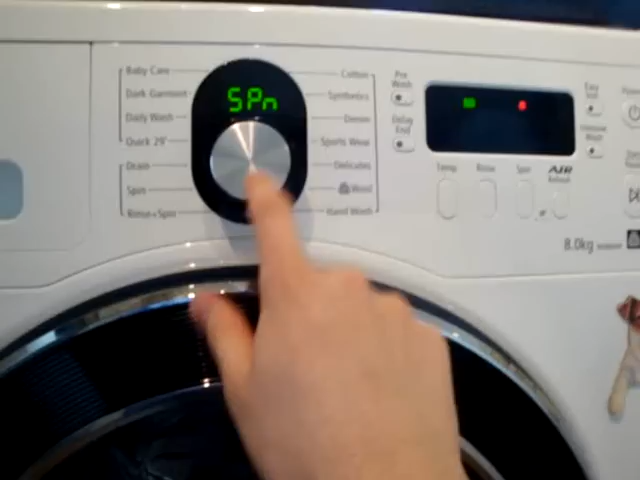 Baby Care
Dark Garment
Daily Wash
Quick 29'
Drain
Spin
Rinse+Spin
SPn
Cotton
Synthetics
Denim
Sports Wear
Delicates
Wool
Hand Wash
Pre
Wash
Delay
End
Easy
Temp
Rinse
Spin
AIR
Refresh
8.0kg